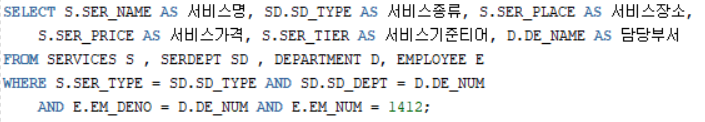 SELECT S.SER_NAME AS 서비스명, SD.SD_TYPE AS 서비스종류, S.SER_PLACE AS 서비스장소,
S.SER_PRICE AS 서비스가격, S.SER_TIER AS 서비스기준티어, D.DE_NAME AS 담당부서
FROM SERVICES S , SERDEPT SD , DEPARTMENT D, EMPLOYEE E
WHERE S.SER_TYPE = SD.SD_TYPE AND SD.SD_DEPT = D.DE_NUM
AND E.EM_DENO = D.DE_NUM AND E.EM_NUM = 1412;